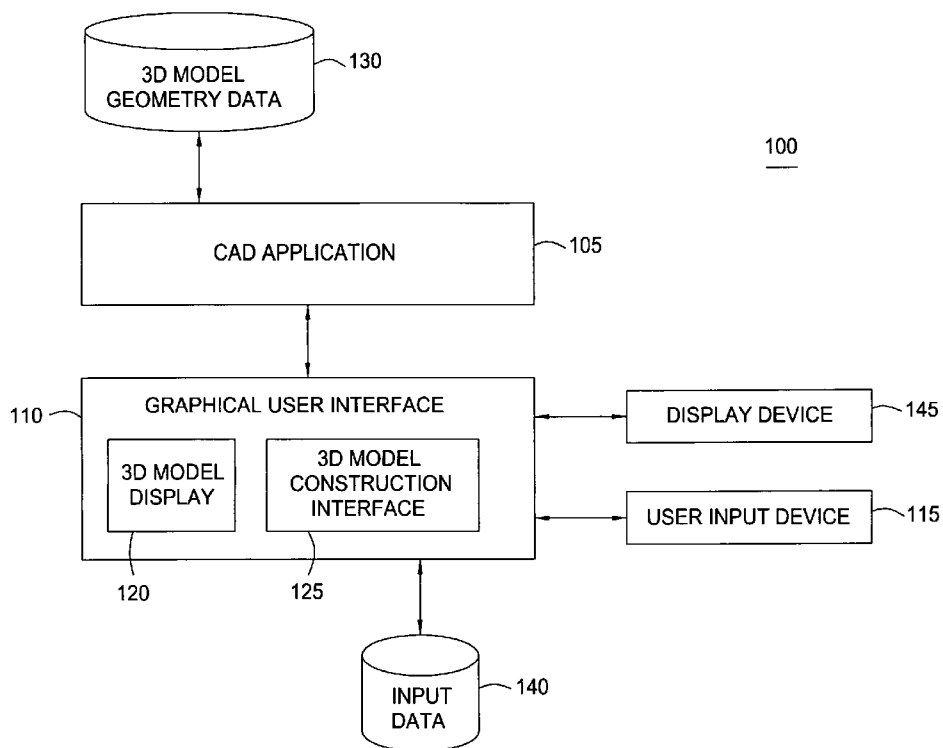 3D MODEL
GEOMETRY DATA
130
100
CAD APPLICATION
105
110
GRAPHICAL USER INTERFACE
3D MODEL
DISPLAY
3D MODEL
CONSTRUCTION
INTERFACE
120
125
DISPLAY DEVICE
145
USER INPUT DEVICE
115
INPUT
DATA
140